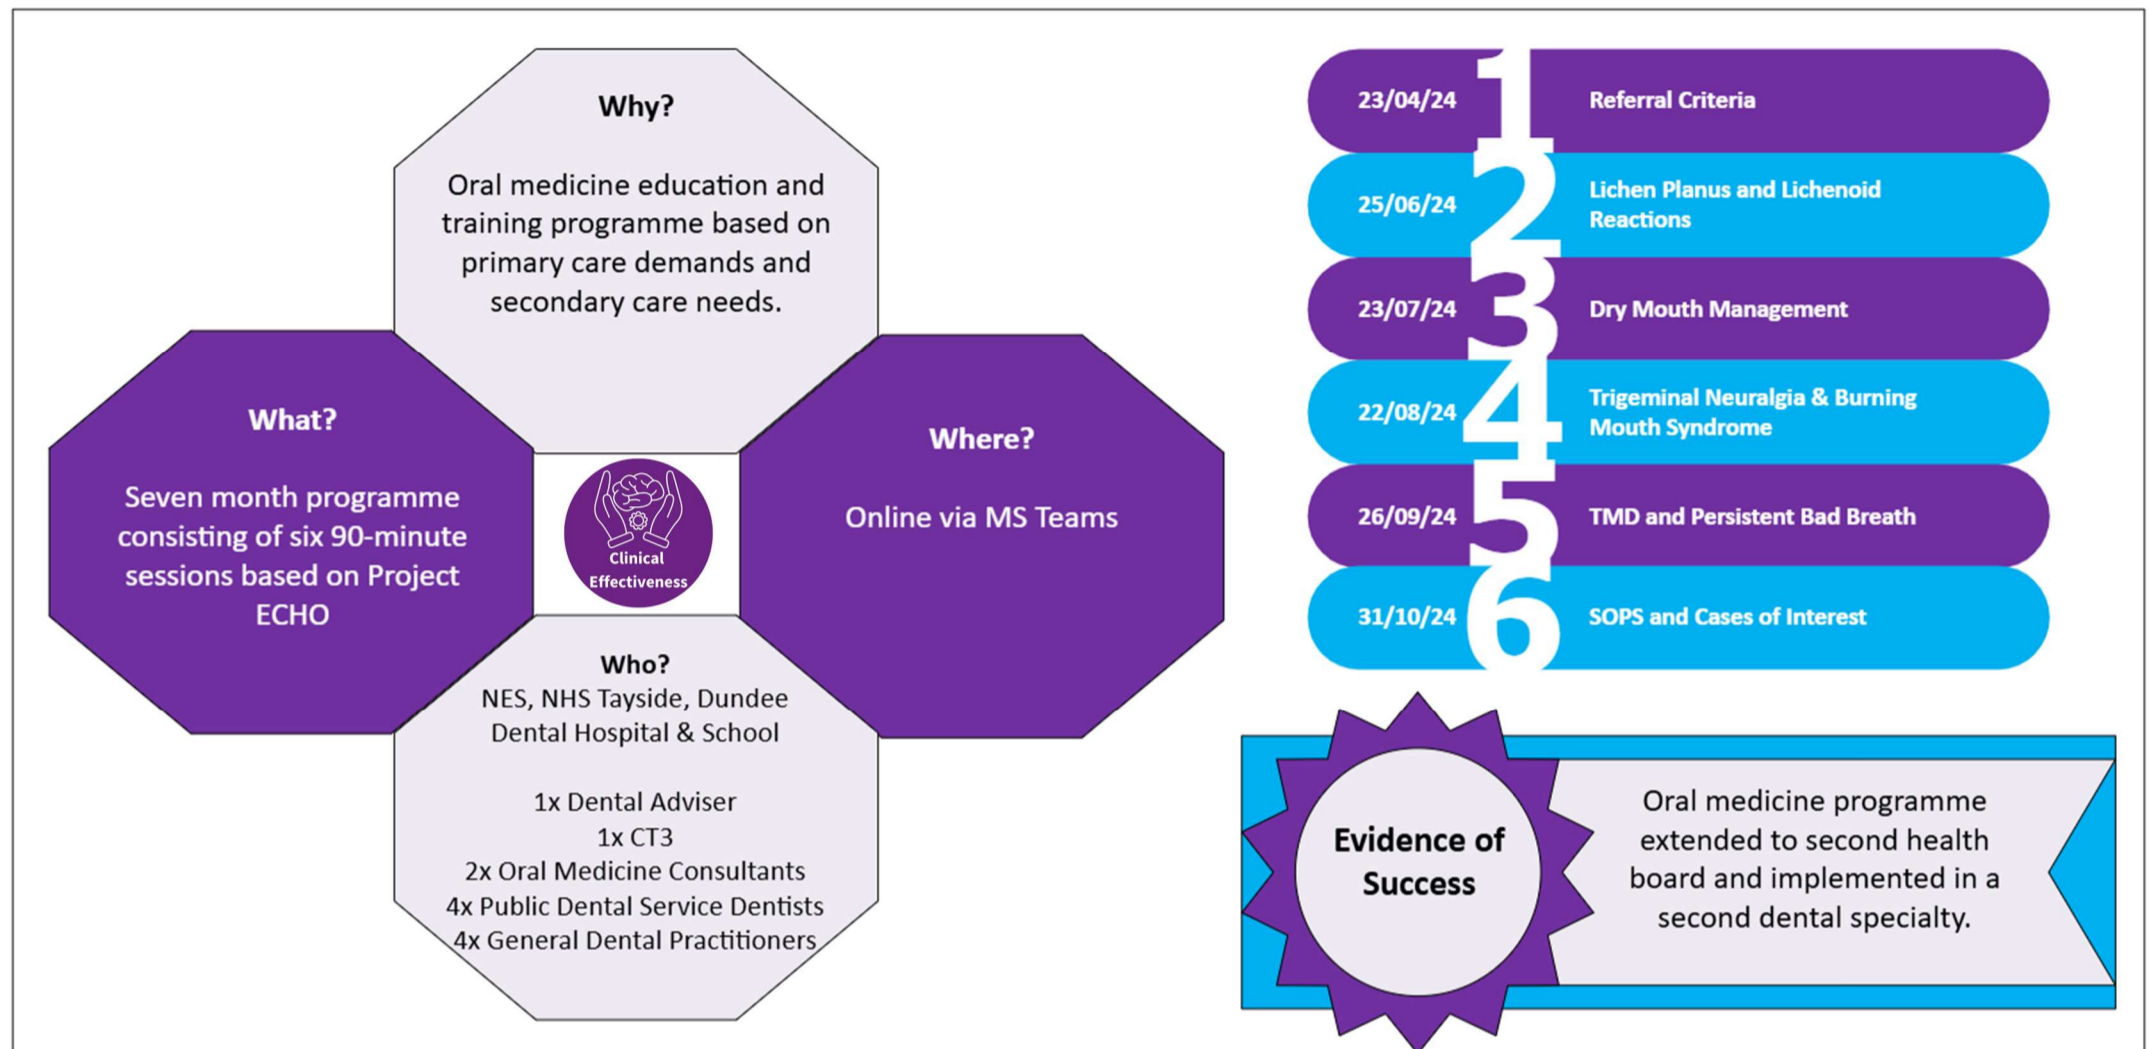 Why?
Oral medicine education and
training programme based on
primary care demands and
secondary care needs.
What?
Seven month programme
consisting of six 90-minute
sessions based on Project
ECHO
Where?
Online via MS Teams
Clinical
Effectiveness
Who?
NES, NHS Tayside, Dundee
Dental Hospital & School
1x Dental Adviser
1x CT3
2x Oral Medicine Consultants
4x Public Dental Service Dentists
4x General Dental Practitioners
23/04/24 1 Referral Criteria
25/06/24 2 Lichen Planus and Lichenoid
Reactions
23/07/24 3 Dry Mouth Management
22/08/24 4 Trigeminal Neuralgia & Burning
Mouth Syndrome
26/09/24 5 TMD and Persistent Bad Breath
31/10/24 6 SOPS and Cases of Interest
Evidence of
Success
Oral medicine programme
extended to second health
board and implemented in a
second dental specialty.